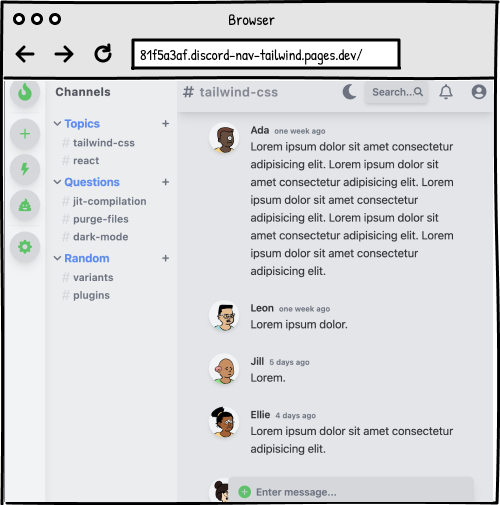 Browser
81f5a3af.discord-nav-tailwind.pages.dev/
Channels
Topics
# tailwind-css
# react
Questions
# jit-compilation
# purge-files
# dark-mode
Random
# variants
# plugins
# tailwind-css
Search...
Ada one week ago
Lorem ipsum dolor sit amet consectetur
adipisicing elit. Lorem ipsum dolor sit
amet consectetur adipisicing elit. Lorem
ipsum dolor sit amet consectetur
adipisicing elit. Lorem ipsum dolor sit
amet consectetur adipisicing elit. Lorem
ipsum dolor sit amet consectetur
adipisicing elit.
Leon one week ago
Lorem ipsum dolor.
Jill 5 days ago
Lorem.
Ellie 4 days ago
Lorem ipsum dolor sit amet consectetur
adipisicing elit.
Enter message...